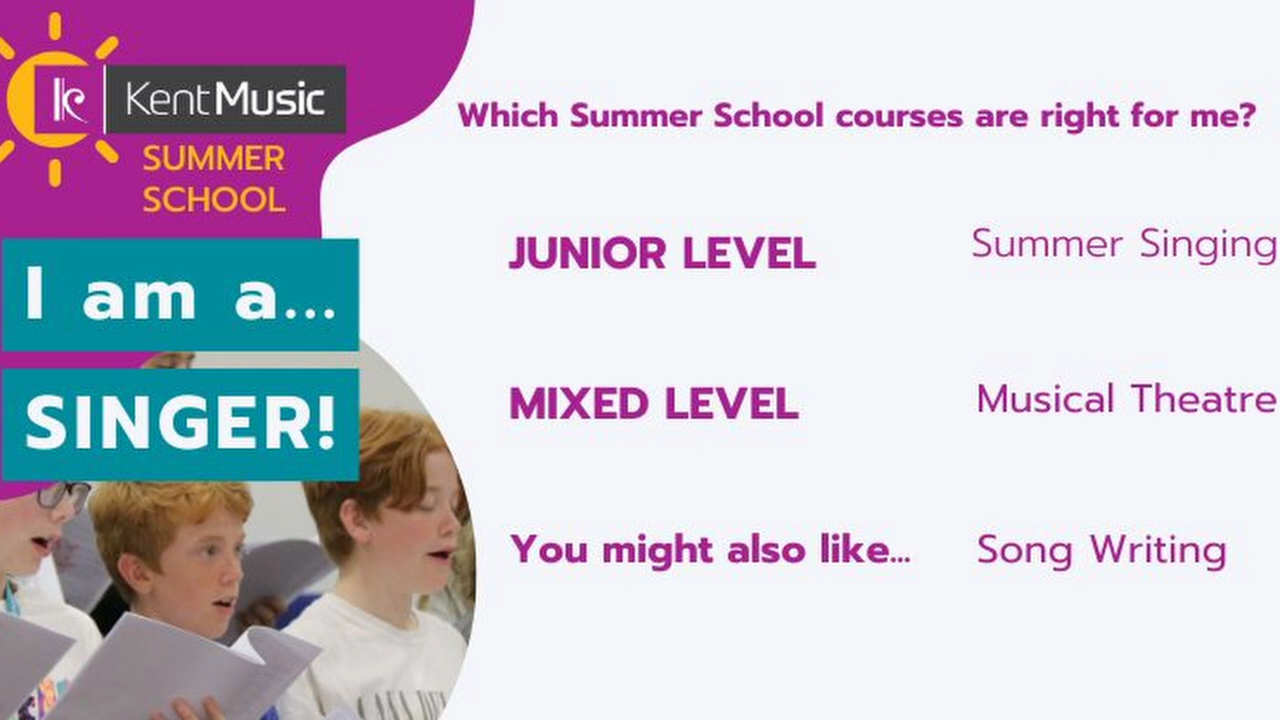 KentMusic
SUMMER
SCHOOL
I am a...
SINGER!
Which Summer School courses are right for me?
JUNIOR LEVEL
Summer Singing
MIXED LEVEL
Musical Theatre
You might also like...
Song Writing